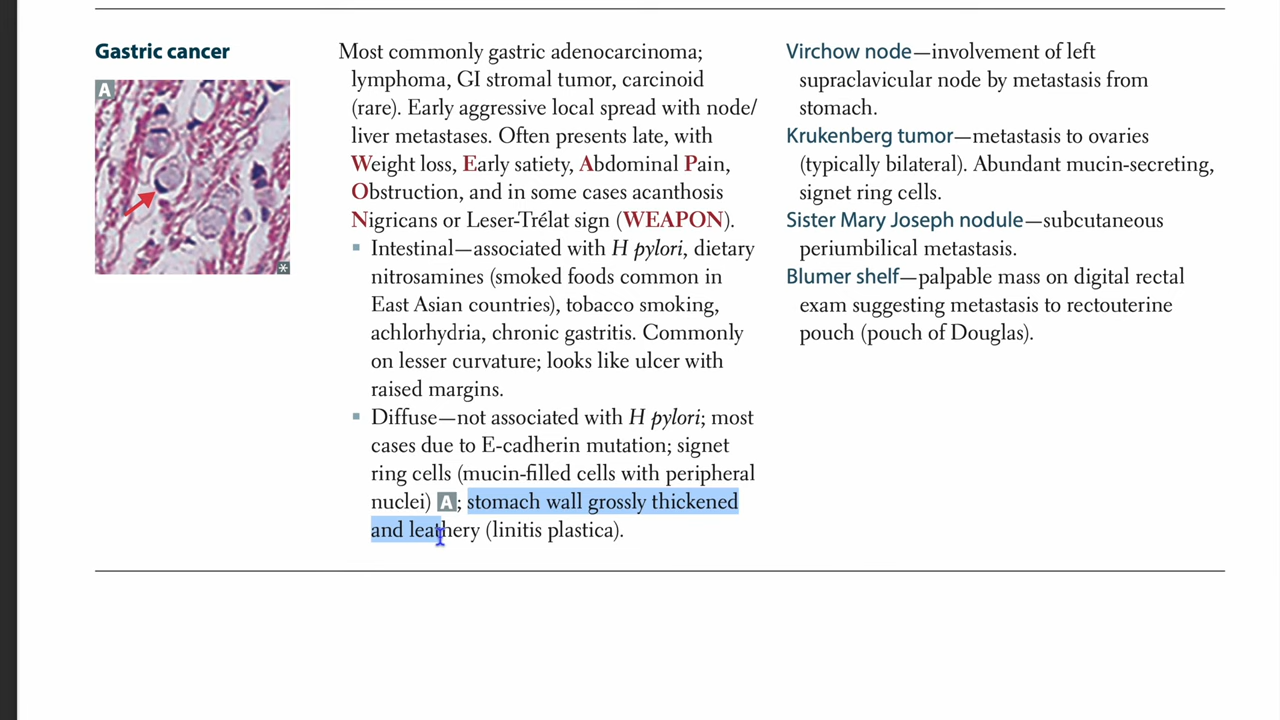 Gastric cancer
A
*
Most commonly gastric adenocarcinoma;
lymphoma, GI stromal tumor, carcinoid
(rare). Early aggressive local spread with node/
liver metastases. Often presents late, with
Weight loss, Early satiety, Abdominal Pain,
Obstruction, and in some cases acanthosis
Nigricans or Leser-Trélat sign (WEAPON).
▪ Intestinal—associated with H pylori, dietary
nitrosamines (smoked foods common in
East Asian countries), tobacco smoking,
achlorhydria, chronic gastritis. Commonly
on lesser curvature; looks like ulcer with
raised margins.
▪ Diffuse—not associated with H pylori; most
cases due to E-cadherin mutation; signet
ring cells (mucin-filled cells with peripheral
nuclei) A; stomach wall grossly thickened
and leathery (linitis plastica).
Virchow node—involvement of left
supraclavicular node by metastasis from
stomach.
Krukenberg tumor—metastasis to ovaries
(typically bilateral). Abundant mucin-secreting,
signet ring cells.
Sister Mary Joseph nodule—subcutaneous
periumbilical metastasis.
Blumer shelf—palpable mass on digital rectal
exam suggesting metastasis to rectouterine
pouch (pouch of Douglas).